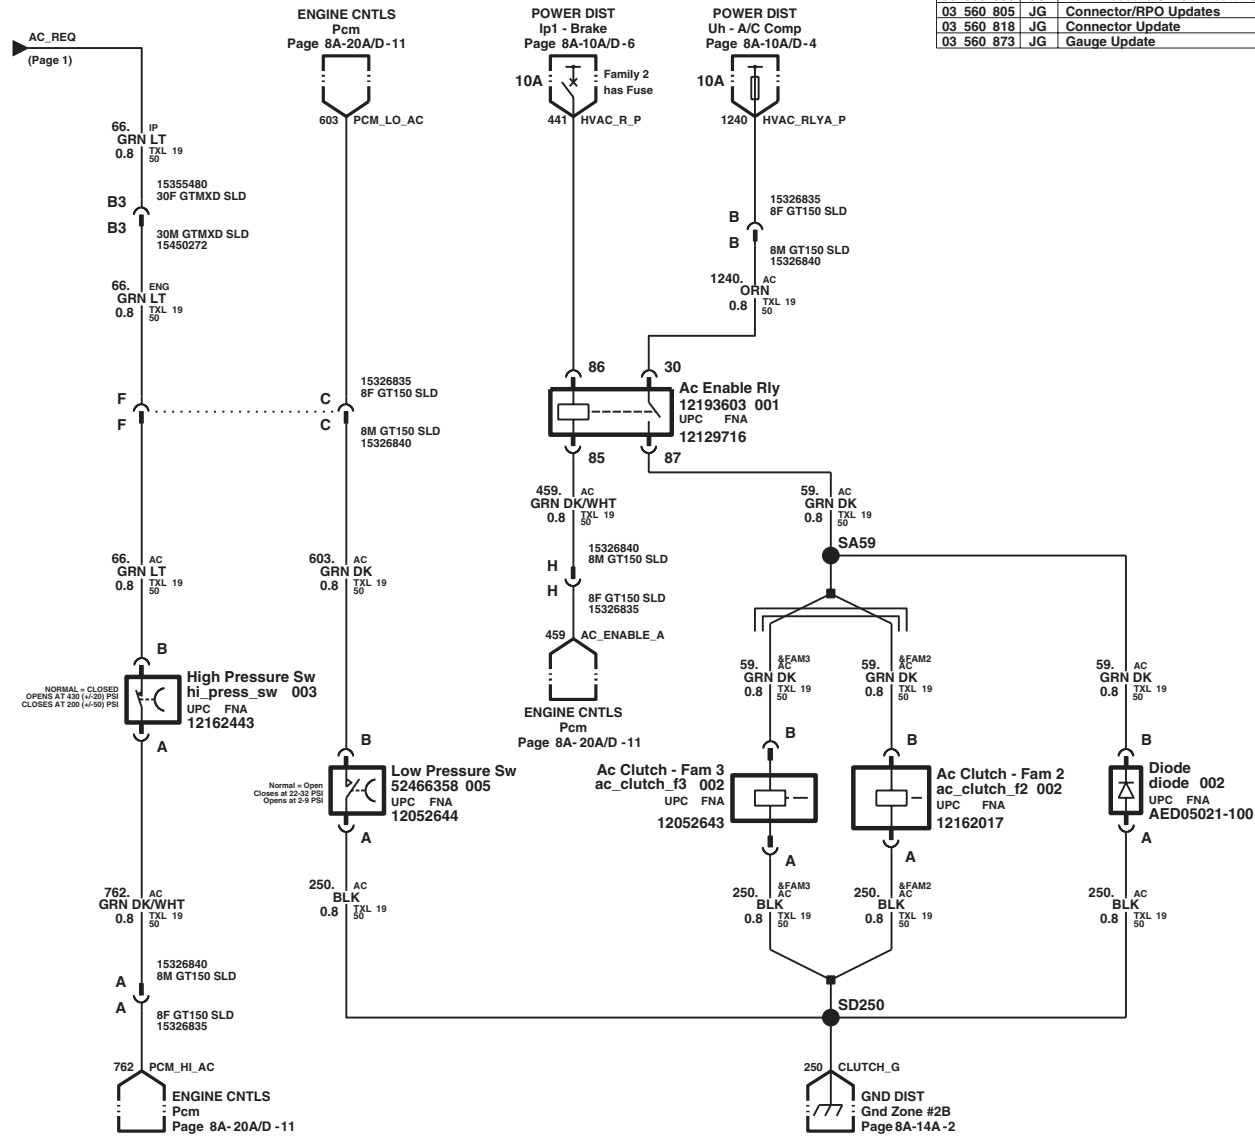 03 560 805 JG Connector/RPO Updates
03 560 818 JG Connector Update
03 560 873 JG Gauge Update
AC_REQ
(Page 1)
ENGINE CNTLS
Pcm
Page 8A-20A/D-11
603 PCM_LO_AC
POWER DIST
Ip1 - Brake
Page 8A-10A/D-6
10A
Family 2
has Fuse
441 HVAC_R_P
POWER DIST
Uh - A/C Comp
Page 8A-10A/D-4
10A
1240 HVAC_RLYA_P
66. IP
GRN LT
0.8 TXL 19
50
15355480
30F GTMXD SLD
B3
B3
30M GTMXD SLD
15450272
66. ENG
GRN LT
0.8 TXL 19
50
15326835
8F GT150 SLD
B
B
8M GT150 SLD
15326840
1240. AC
ORN
0.8 TXL 19
50
F
F
15326835
8F GT150 SLD
C
C
8M GT150 SLD
15326840
86
30
Ac Enable Rly
12193603 001
UPC FNA
12129716
85
87
459. AC
GRN DK/WHT
0.8 TXL 19
50
59. AC
GRN DK
0.8 TXL 19
50
SA59
15326840
8M GT150 SLD
H
H
8F GT150 SLD
15326835
459 AC_ENABLE_A
ENGINE CNTLS
Pcm
Page 8A-20A/D-11
66. AC
GRN LT
0.8 TXL 19
50
603. AC
GRN DK
0.8 TXL 19
50
B
NORMAL = CLOSED
OPENS AT 430 (+/-20) PSI
CLOSES AT 200 (+/-50) PSI
High Pressure Sw
hi_press_sw 003
UPC FNA
12162443
A
B
Normal = Open
Closes at 22-32 PSI
Opens at 2-9 PSI
Low Pressure Sw
52466358 005
UPC FNA
12052644
A
&FAM3
59. AC
GRN DK
0.8 TXL 19
50
&FAM2
59. AC
GRN DK
0.8 TXL 19
50
59. AC
GRN DK
0.8 TXL 19
50
B
Ac Clutch - Fam 3
ac_clutch_f3 002
UPC FNA
12052643
A
B
Ac Clutch - Fam 2
ac_clutch_f2 002
UPC FNA
12162017
A
B
Diode
diode 002
UPC FNA
AED05021-100
A
762. AC
GRN DK/WHT
0.8 TXL 19
50
250. AC
BLK
0.8 TXL 19
50
&FAM3
250. AC
BLK
0.8 TXL 19
50
&FAM2
250. AC
BLK
0.8 TXL 19
50
250. AC
BLK
0.8 TXL 19
50
15326840
8M GT150 SLD
A
A
8F GT150 SLD
15326835
762 PCM_HI_AC
ENGINE CNTLS
Pcm
Page 8A-20A/D-11
SD250
250 CLUTCH_G
GND DIST
Gnd Zone #2B
Page 8A-14A-2